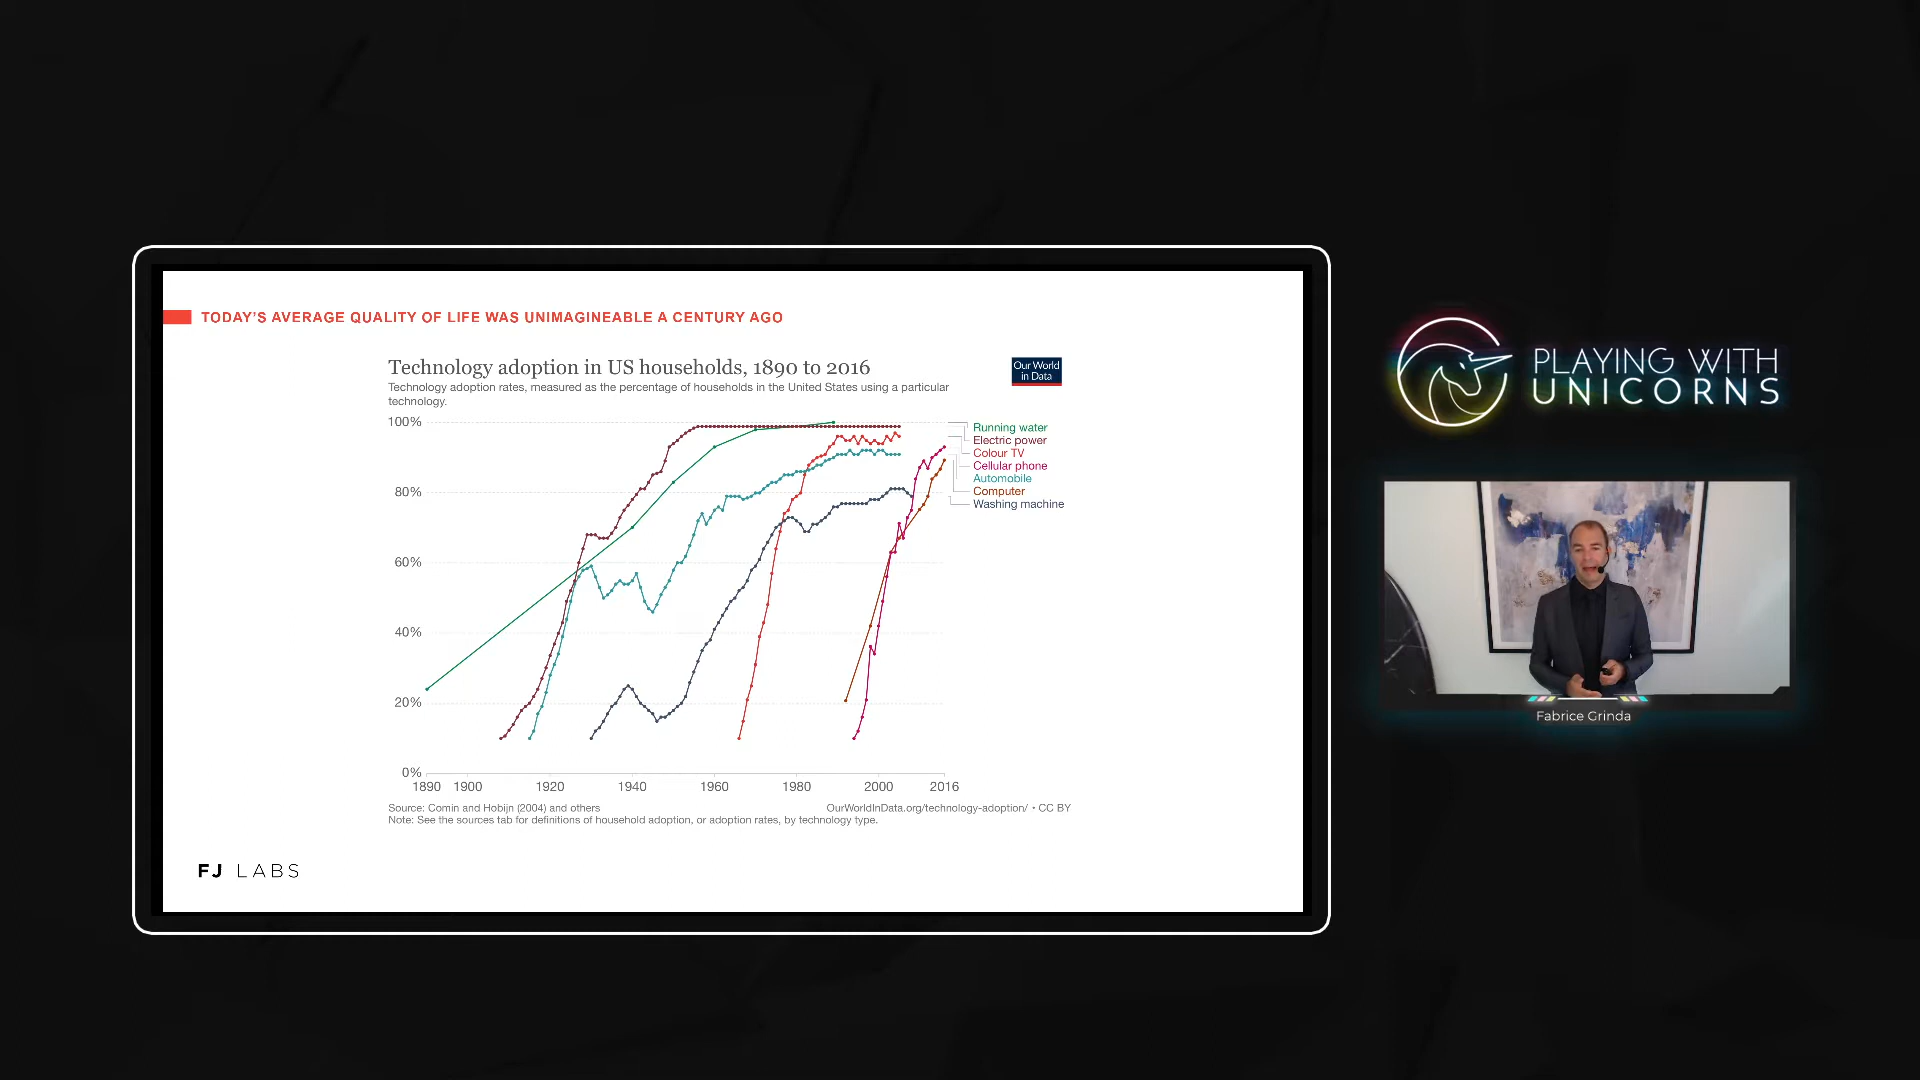 TODAY'S AVERAGE QUALITY OF LIFE WAS UNIMAGINEABLE A CENTURY AGO
Technology adoption in US households, 1890 to 2016
Technology adoption rates, measured as the percentage of households in the United States using a particular
technology.
Our World
in Data
100%
80%
60%
40%
20%
0%
Running water
Electric power
Colour TV
Cellular phone
Automobile
Computer
Washing machine
1890 1900 1920 1940 1960 1980 2000 2016
Source: Comin and Hobijn (2004) and others
OurWorldInData.org/technology-adoption/ • CC BY
Note: See the sources tab for definitions of household adoption, or adoption rates, by technology type.
FJ LABS
PLAYING WITH
UNICORNS
Fabrice Grinda